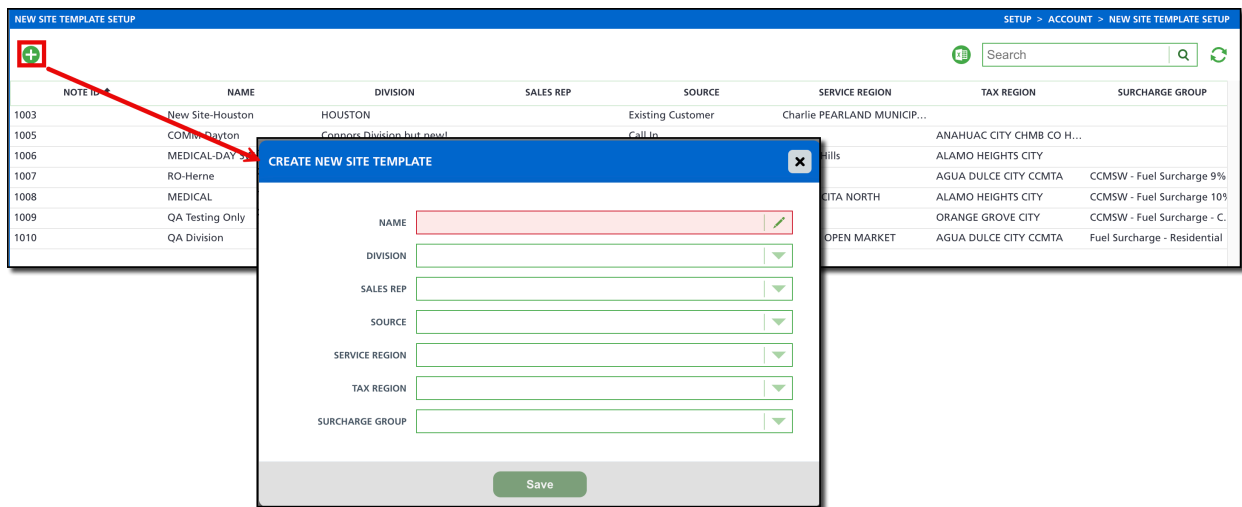 NEW SITE TEMPLATE SETUP SETUP > ACCOUNT > NEW SITE TEMPLATE SETUP
Search
NOTE ID NAME DIVISION SALES REP SOURCE SERVICE REGION TAX REGION SURCHARGE GROUP
1003 New Site-Houston HOUSTON Existing Customer Charlie PEARLAND MUNICIP...
1005 COMM Dayton Connors Division but new! Call In ANAHUAC CITY CHMB CO H...
1006 MEDICAL-DAY Hills ALAMO HEIGHTS CITY
1007 RO-Herne AGUA DULCE CITY CCMTA CCMSW - Fuel Surcharge 9%
1008 MEDICAL CITA NORTH ALAMO HEIGHTS CITY CCMSW - Fuel Surcharge 10%
1009 QA Testing Only ORANGE GROVE CITY CCMSW - Fuel Surcharge - C.
1010 QA Division OPEN MARKET AGUA DULCE CITY CCMTA Fuel Surcharge - Residential
CREATE NEW SITE TEMPLATE
NAME
DIVISION
SALES REP
SOURCE
SERVICE REGION
TAX REGION
SURCHARGE GROUP
Save